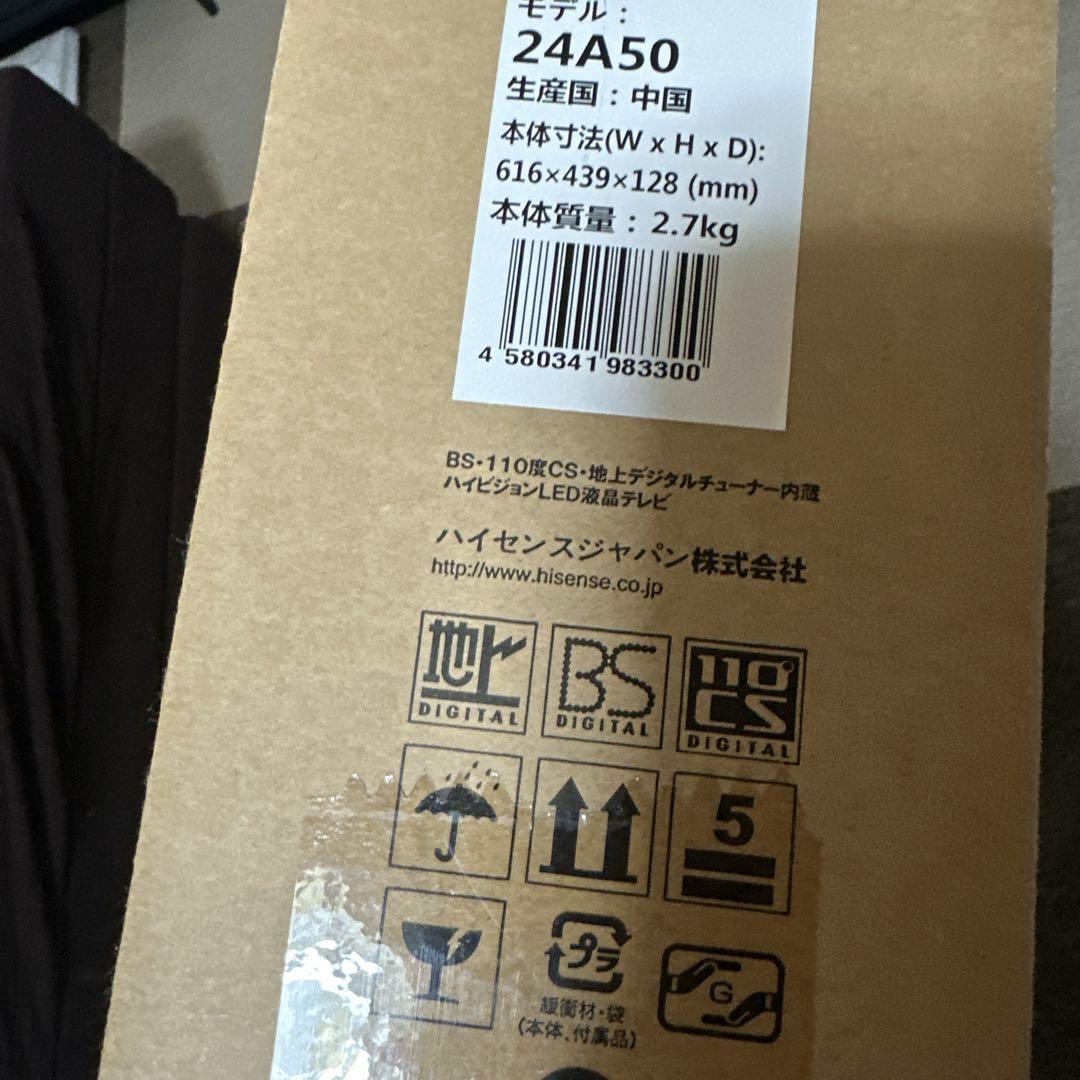 モデル：
24A50
生産国：中国
本体寸法(W x H x D):
616×439×128 (mm)
本体質量：2.7kg
4 580341 983300
BS・110度CS・地上デジタルチューナー内蔵
ハイビジョンLED液晶テレビ
ハイセンスジャパン株式会社
http://www.hisense.co.jp
地上 BS 110°CS
DIGITAL DIGITAL DIGITAL
5
プラ G
緩衝材・袋
(本体、付属品)